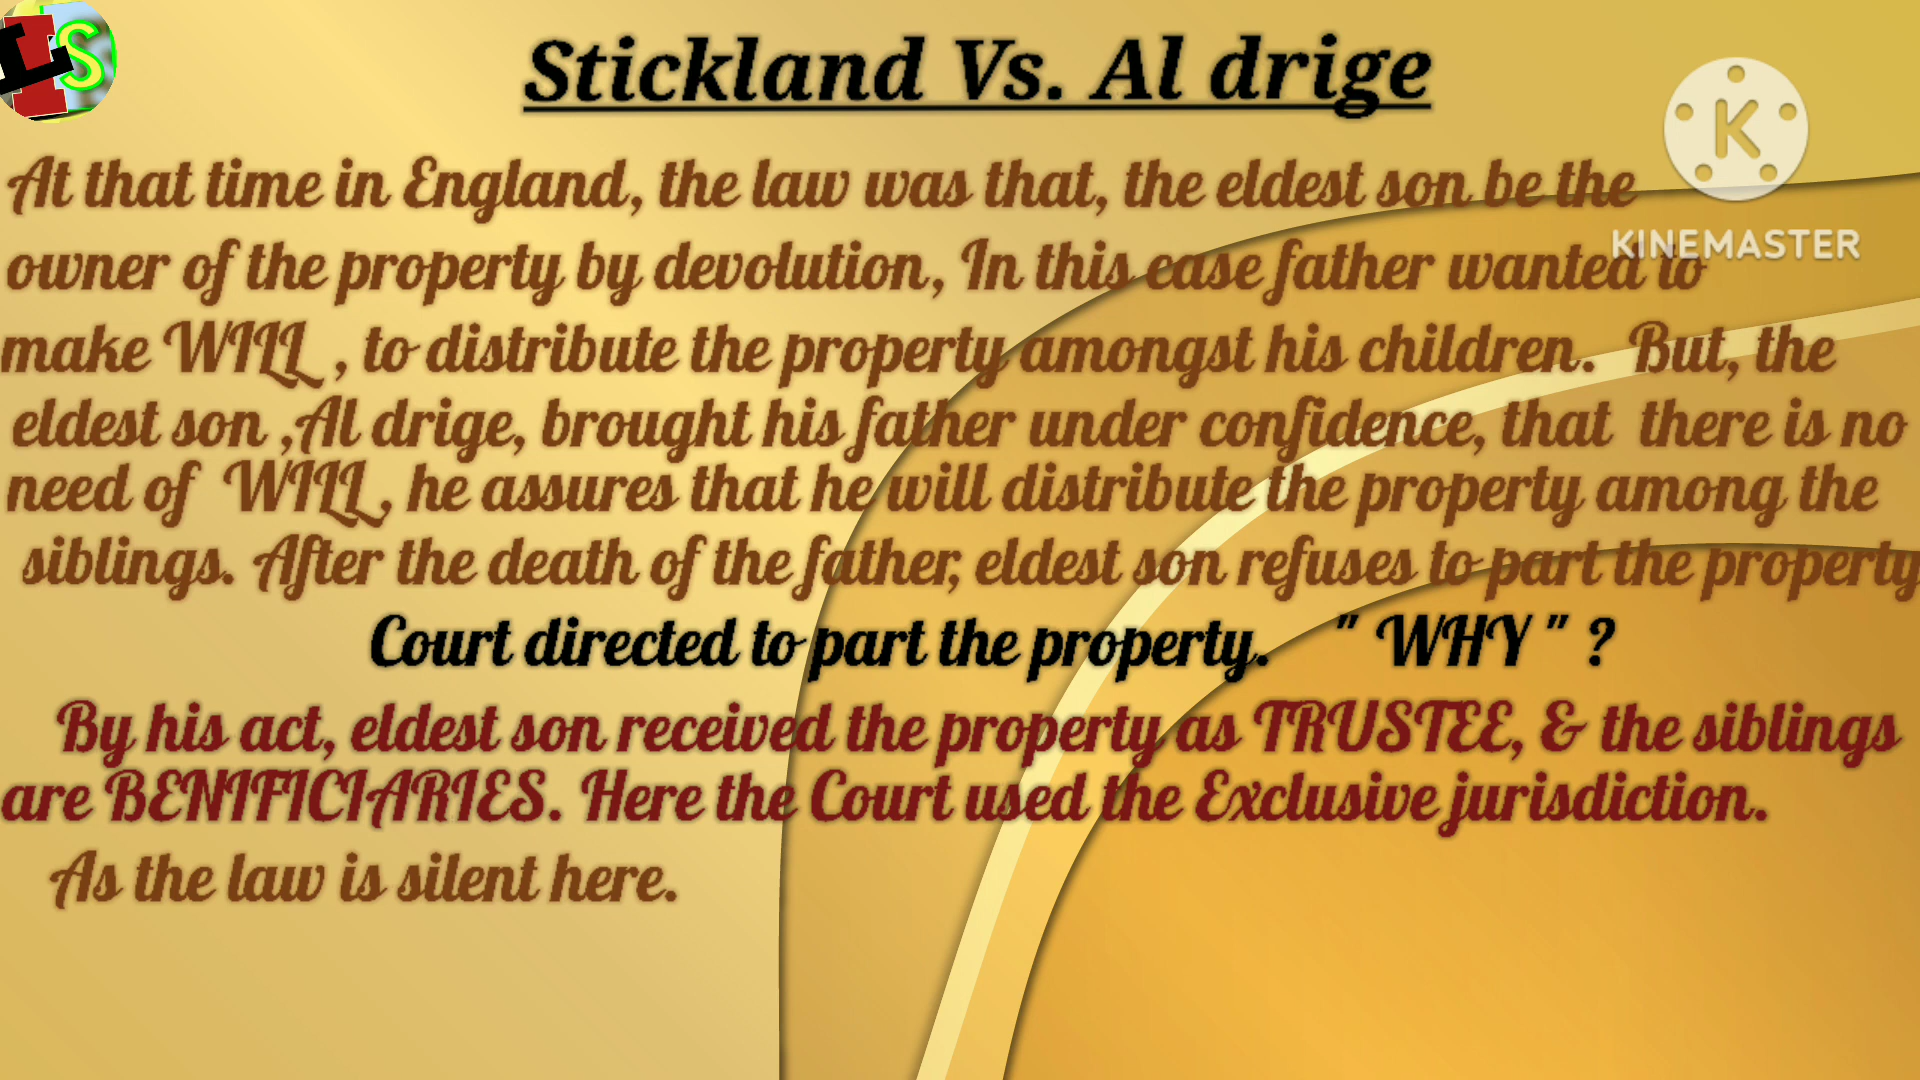 LS
Stickland Vs. Al drige
KINEMASTER
At that time in England, the law was that, the eldest son be the
owner of the property by devolution, In this case father wanted to
make WILL , to distribute the property amongst his children. But, the
eldest son ,Al drige, brought his father under confidence, that there is no
need of WILL, he assures that he will distribute the property among the
siblings. After the death of the father, eldest son refuses to part the property
Court directed to part the property. " WHY " ?
By his act, eldest son received the property as TRUSTEE, & the siblings
are BENIFICIARIES. Here the Court used the Exclusive jurisdiction.
As the law is silent here.